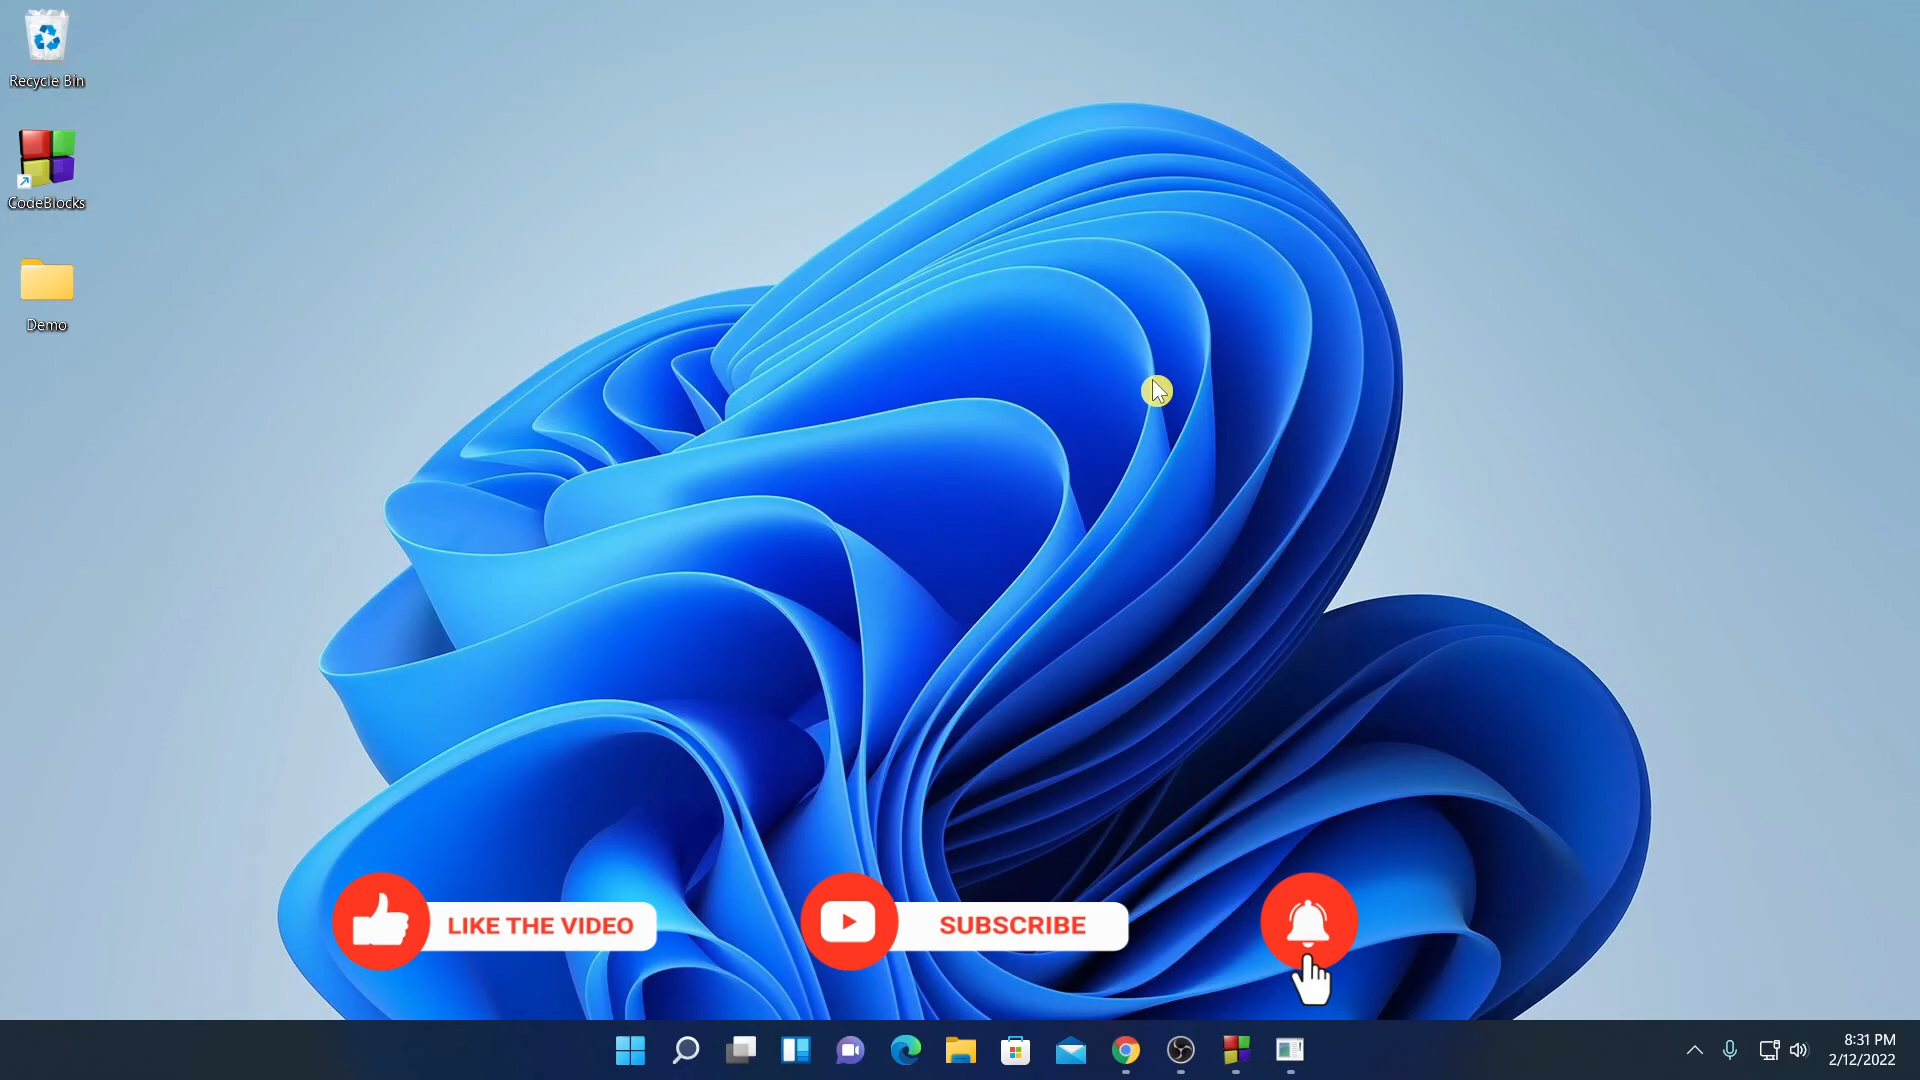 Recycle Bin
CodeBlocks
Demo
LIKE THE VIDEO
SUBSCRIBE
8:31 PM
2/12/2022